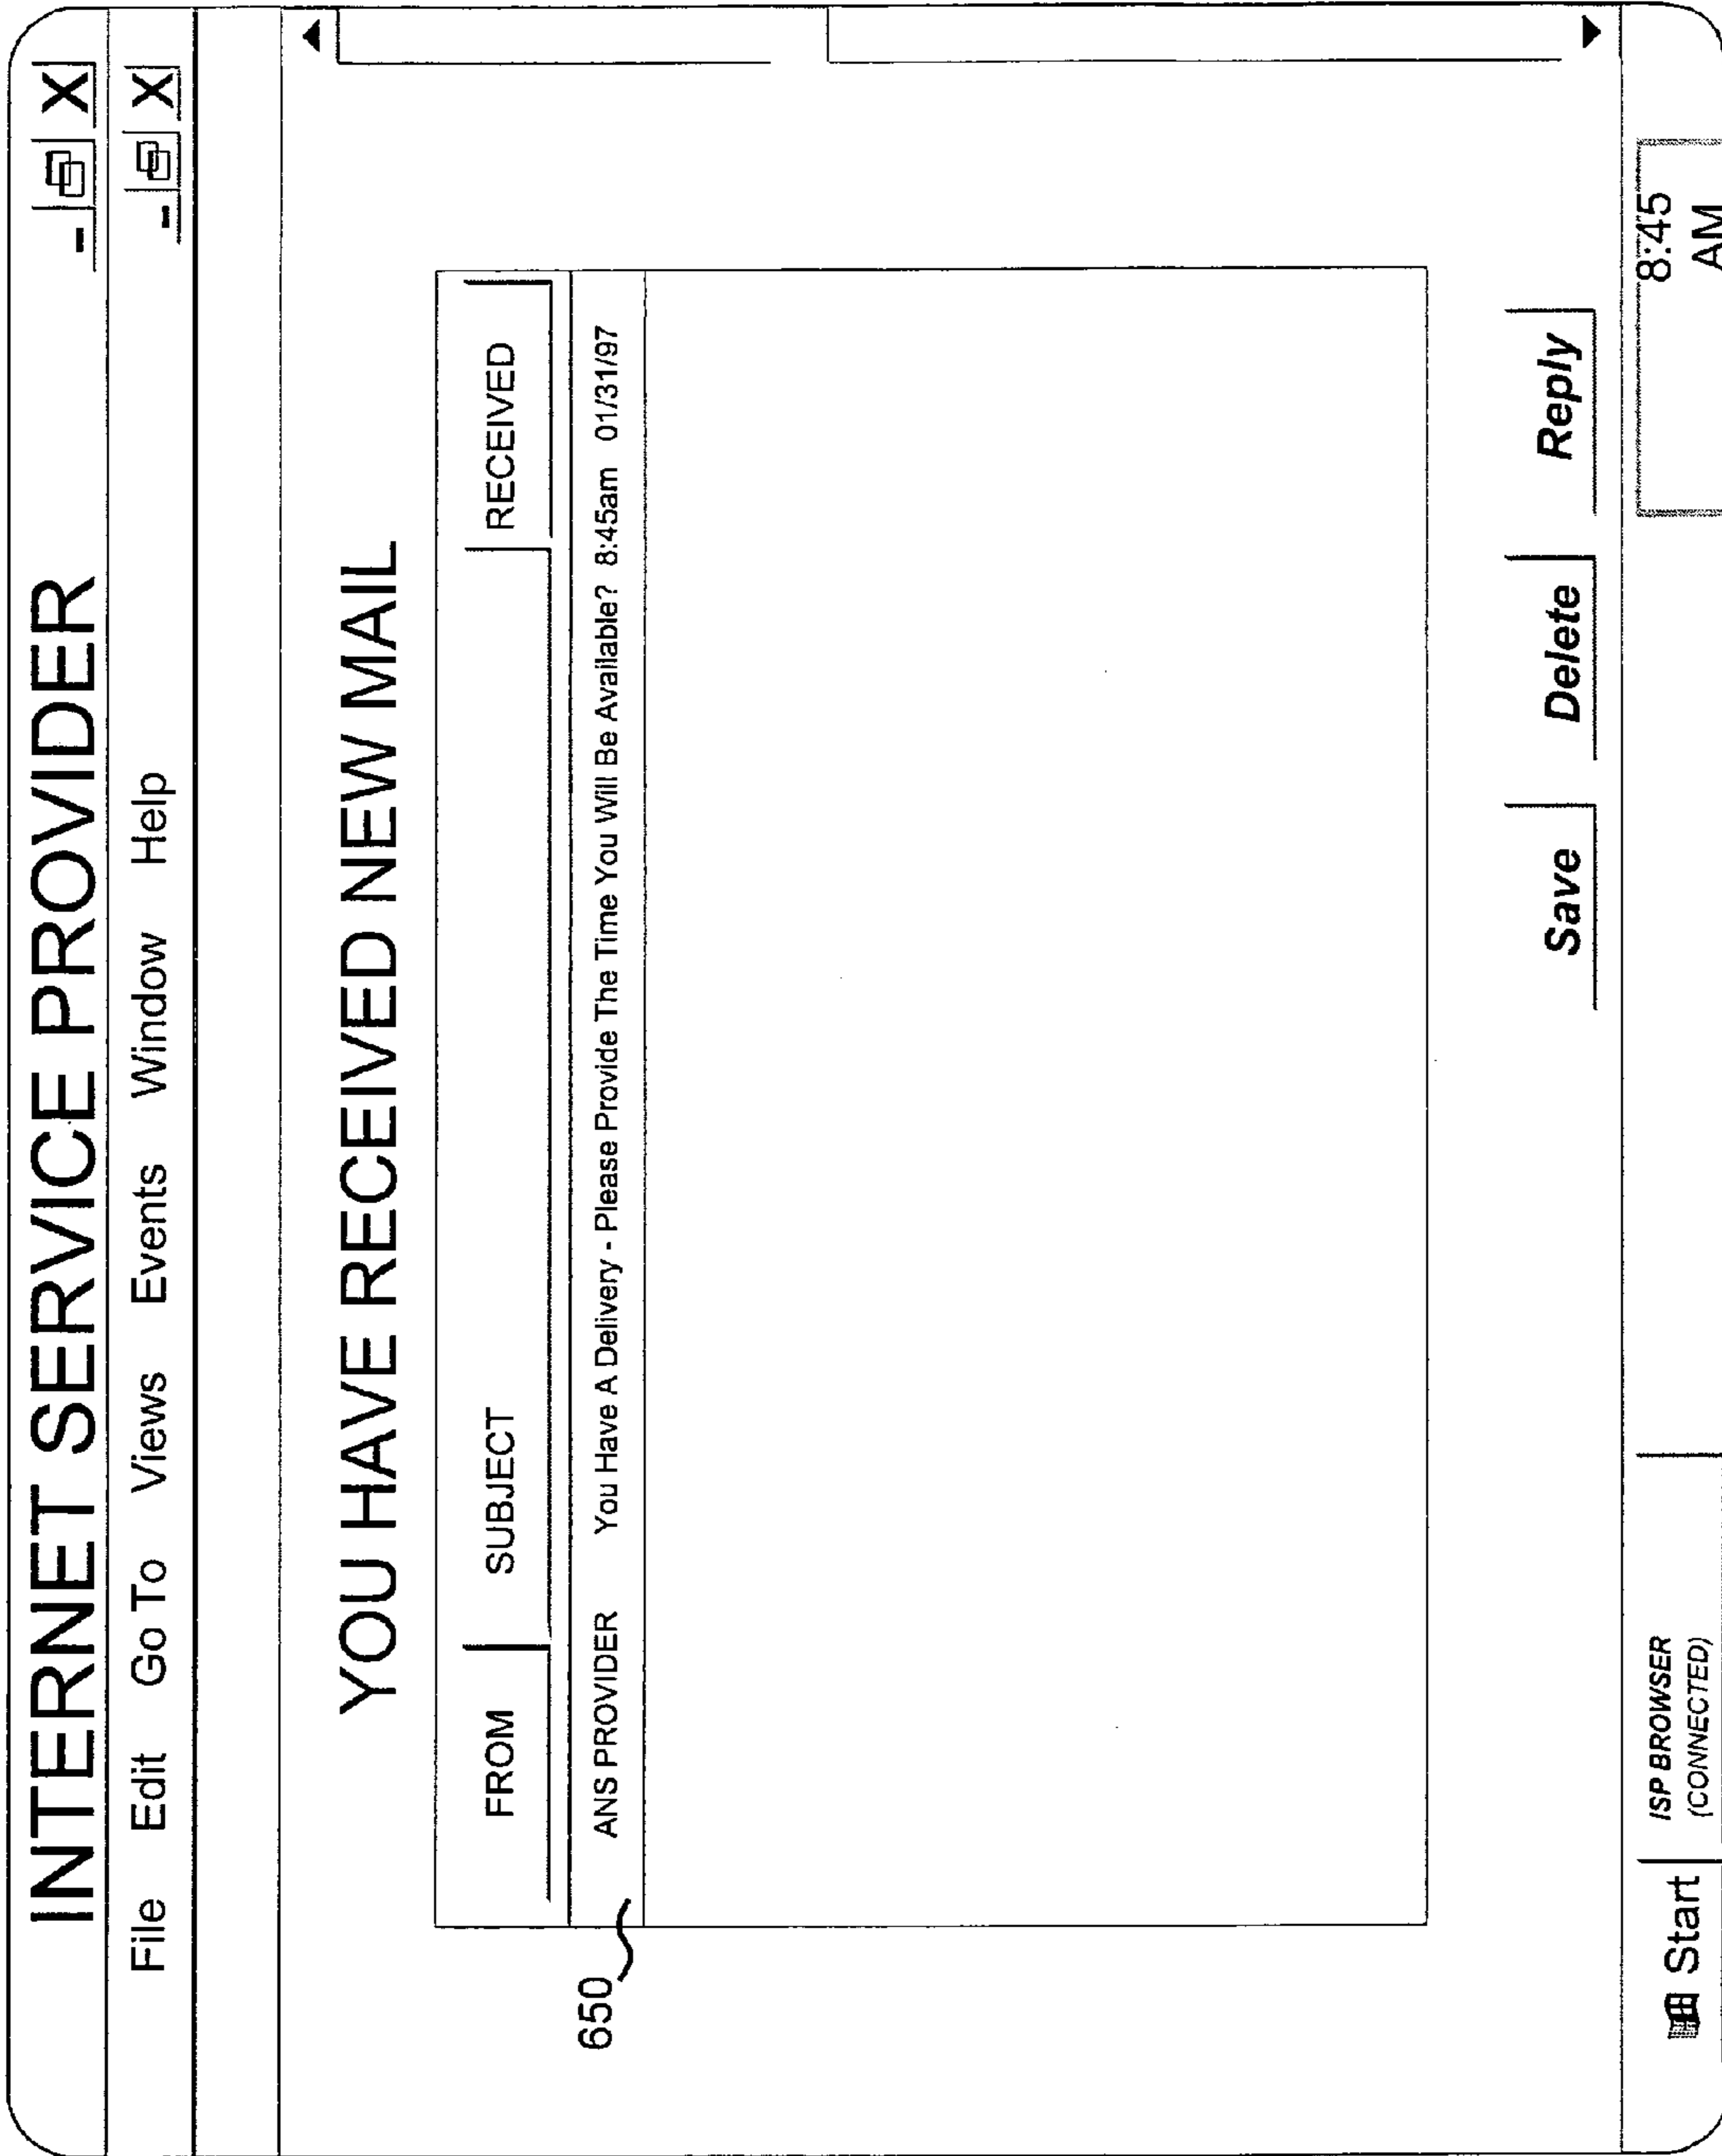 INTERNET SERVICE PROVIDER
X
File Edit Go To Views Events Window Help
X
YOU HAVE RECEIVED NEW MAIL
FROM SUBJECT RECEIVED
650 ANS PROVIDER You Have A Delivery - Please Provide The Time You Will Be Available? 8:45am 01/31/97
Save Delete Reply
Start
ISP BROWSER
(CONNECTED)
8:45
AM